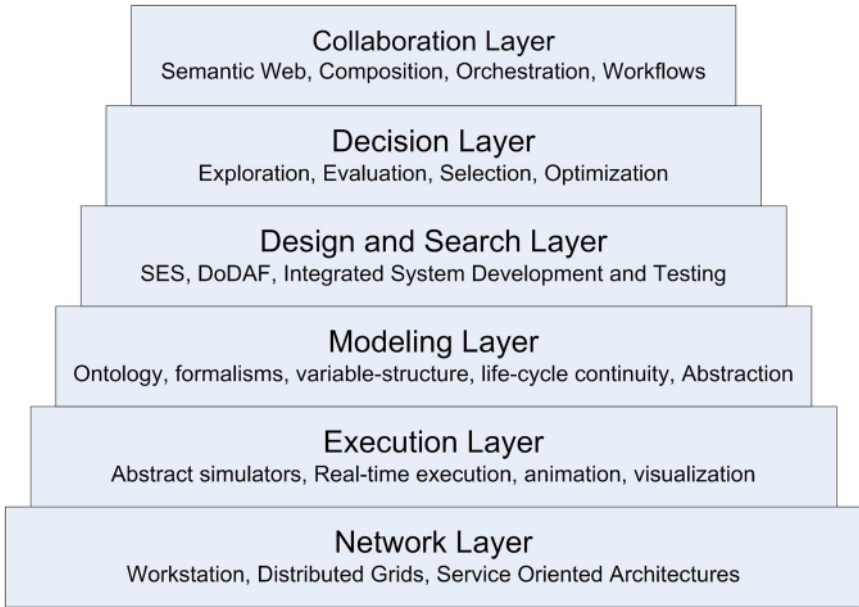 Collaboration Layer
Semantic Web, Composition, Orchestration, Workflows
Decision Layer
Exploration, Evaluation, Selection, Optimization
Design and Search Layer
SES, DoDAF, Integrated System Development and Testing
Modeling Layer
Ontology, formalisms, variable-structure, life-cycle continuity, Abstraction
Execution Layer
Abstract simulators, Real-time execution, animation, visualization
Network Layer
Workstation, Distributed Grids, Service Oriented Architectures